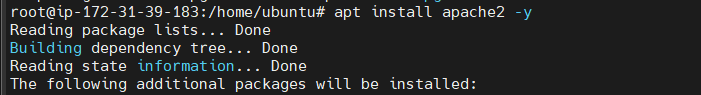 root@ip-172-31-39-183:/home/ubuntu# apt install apache2 -y
Reading package lists... Done
Building dependency tree... Done
Reading state information... Done
The following additional packages will be installed: